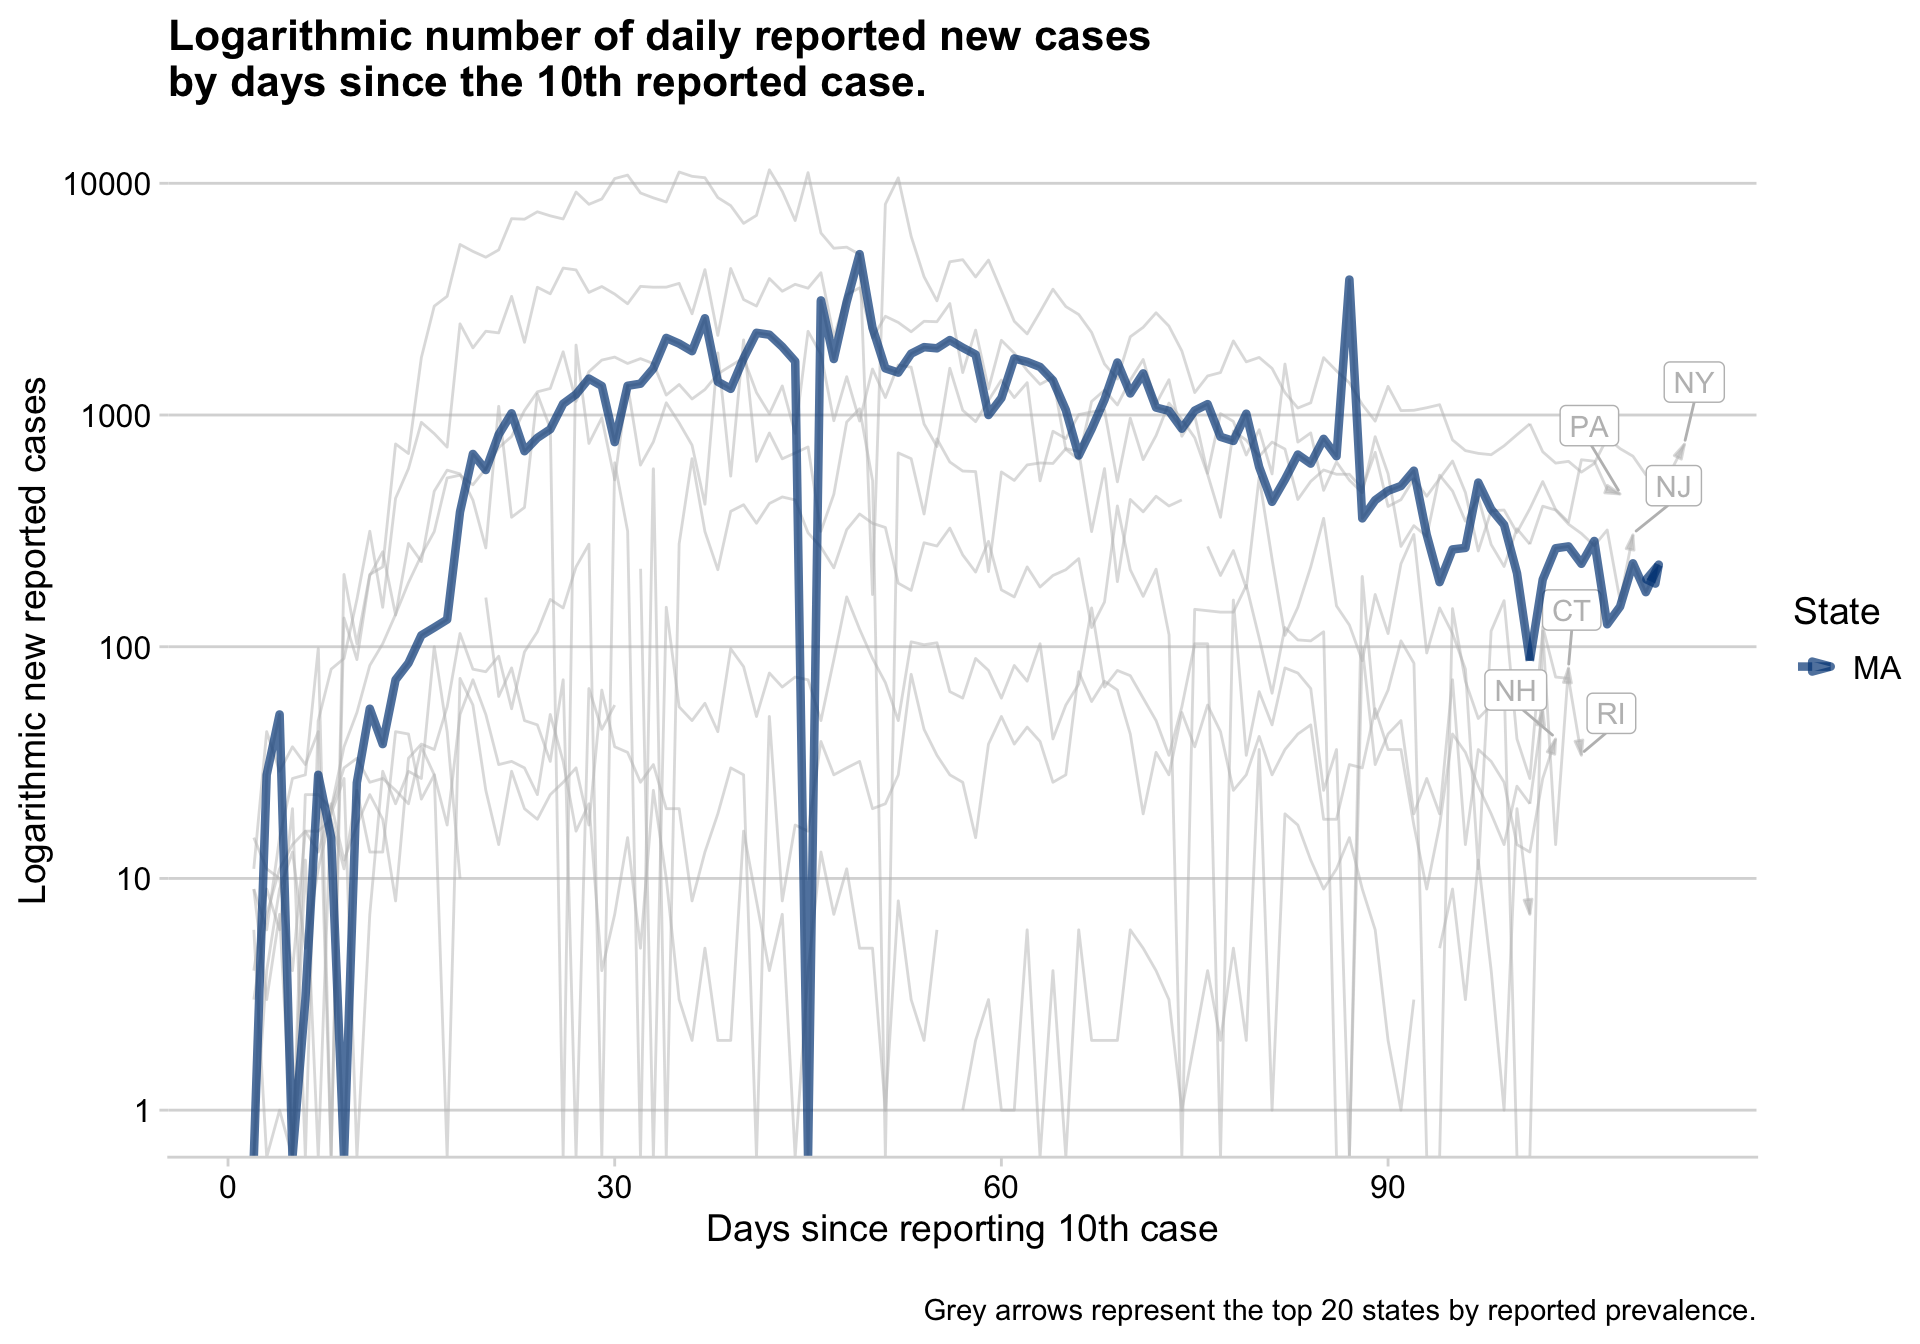 Logarithmic number of daily reported new cases
by days since the 10th reported case.
Logarithmic new reported cases
10000
1000
100
10
1
NY
PA
NJ
CT
NH
RI
State
MA
0
30
60
90
Days since reporting 10th case
Grey arrows represent the top 20 states by reported prevalence.